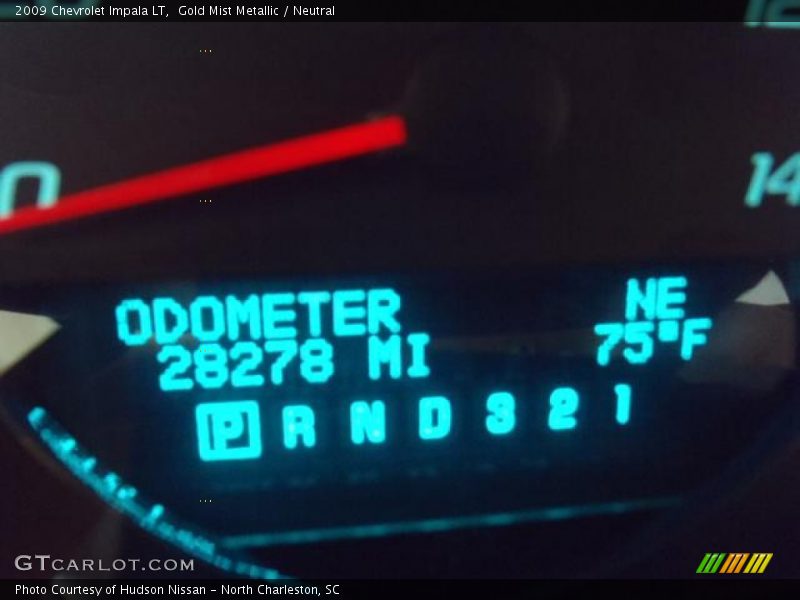 2009 Chevrolet Impala LT,  Gold Mist Metallic / Neutral
0
14
ODOMETER NE
28278 MI 75°F
P R N D 3 2 1
GTCARLOT.COM
Photo Courtesy of Hudson Nissan - North Charleston, SC